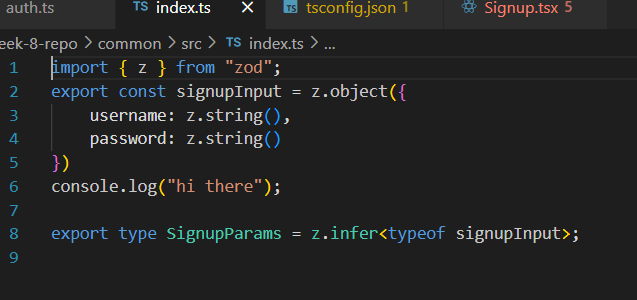 auth.ts TS index.ts × TS tsconfig.json 1 Signup.tsx 5
eek-8-repo > common > src > TS index.ts > ...
1 import { z } from "zod";
2 export const signupInput = z.object({
3     username: z.string(),
4     password: z.string()
5 })
6 console.log("hi there");
7
8 export type SignupParams = z.infer<typeof signupInput>;
9